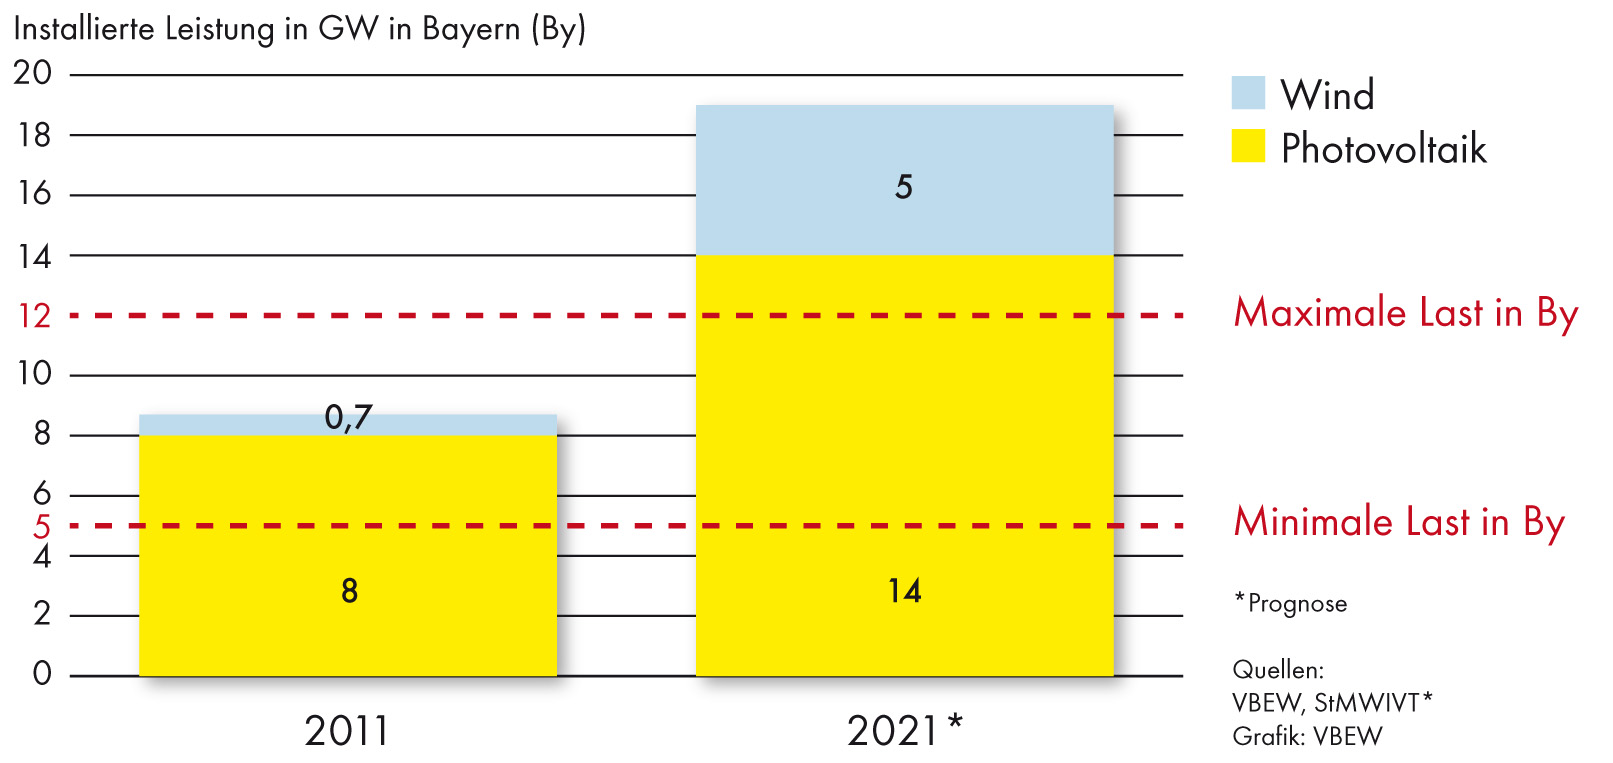 Installierte Leistung in GW in Bayern (By)
20
18
16
14
12
10
8
6
5
4
2
0
0,7
8
5
14
2011
2021*
Wind
Photovoltaik
Maximale Last in By
Minimale Last in By
*Prognose
Quellen:
VBEW, StMWIVT*
Grafik: VBEW